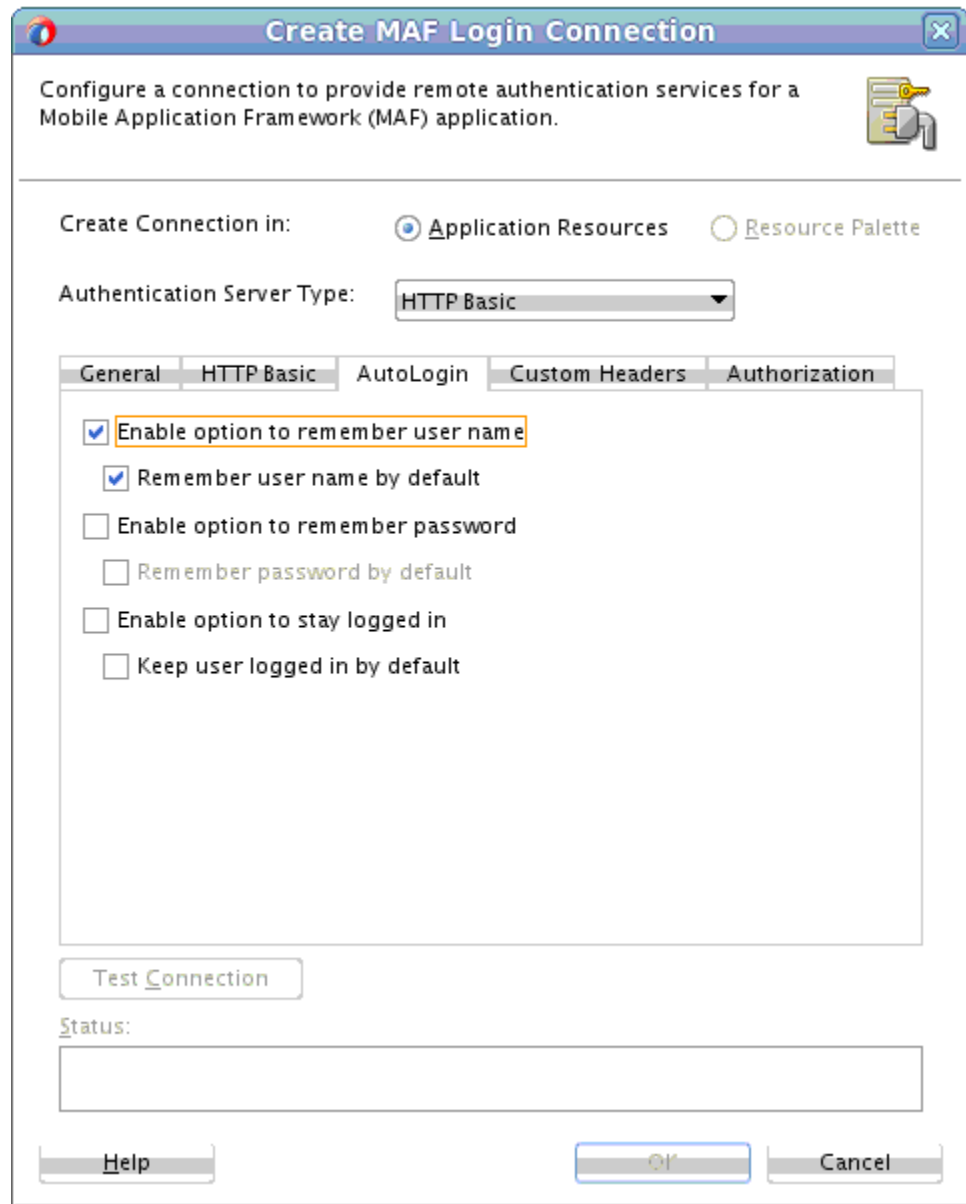 Create MAF Login Connection
Configure a connection to provide remote authentication services for a
Mobile Application Framework (MAF) application.
Create Connection in: Application Resources Resource Palette
Authentication Server Type: HTTP Basic
General HTTP Basic AutoLogin Custom Headers Authorization
Enable option to remember user name
Remember user name by default
Enable option to remember password
Remember password by default
Enable option to stay logged in
Keep user logged in by default
Test Connection
Status:
Help Cancel